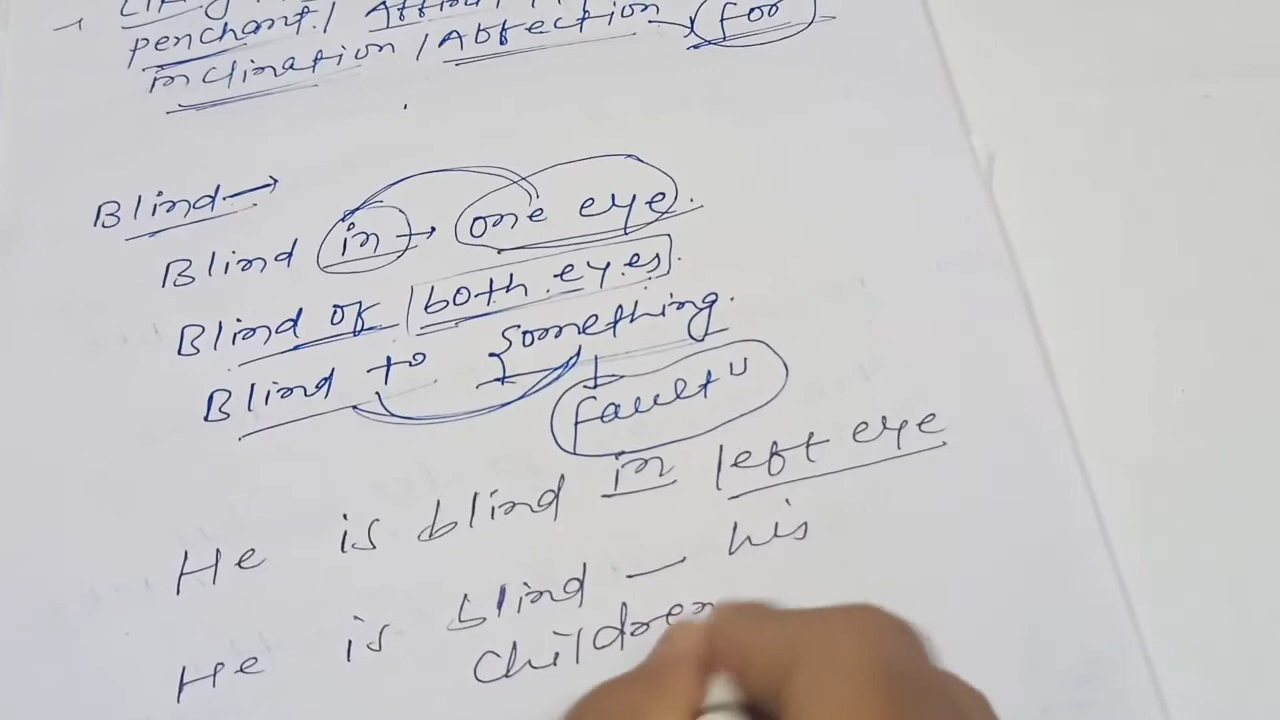 penchant /
inclination / Affection → for
Blind →
Blind in → one eye.
Blind of both eyes.
Blind to something.
fault"
He is blind in left eye
He is blind — his
children